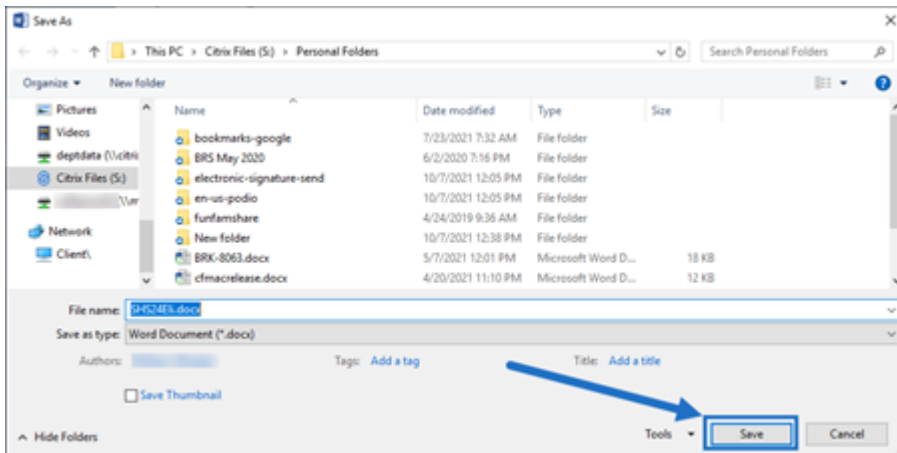 Save As
This PC > Citrix Files (S:) > Personal Folders
Search Personal Folders
Organize
New folder
Pictures
Videos
deptdata (\\citri
Citrix Files (S:)
Network
Client\
Name Date modified Type Size
bookmarks-google 7/23/2021 7:32 AM File folder
BRS May 2020 6/2/2020 7:16 PM File folder
electronic-signature-send 10/7/2021 12:05 PM File folder
en-us-podio 10/7/2021 12:05 PM File folder
funfamshare 4/24/2019 9:36 AM File folder
New folder 10/7/2021 12:38 PM File folder
BRK-8063.docx 5/7/2021 12:01 PM Microsoft Word D... 18 KB
cfmacrelease.docx 4/20/2021 11:10 PM Microsoft Word D... 12 KB
File name:
Save as type: Word Document (*.docx)
Authors:
Tags: Add a tag
Title: Add a title
Save Thumbnail
Hide Folders
Tools
Save
Cancel